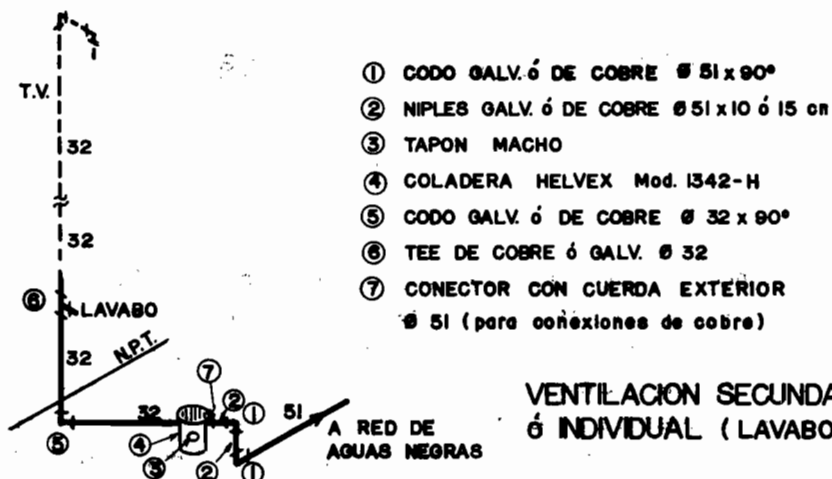 T.V.
32
32
⑥ LAVABO
32
N.P.T.
⑤
32
④
③
⑦
②
①
②
①
51
A RED DE
AGUAS NEGRAS
① CODO GALV. ó DE COBRE Ø 51 x 90°
② NIPLES GALV. ó DE COBRE Ø 51 x 10 ó 15 cm
③ TAPON MACHO
④ COLADERA HELVEX Mod. 1342-H
⑤ CODO GALV. ó DE COBRE Ø 32 x 90°
⑥ TEE DE COBRE ó GALV. Ø 32
⑦ CONECTOR CON CUERDA EXTERIOR
Ø 51 (para conexiones de cobre)
VENTILACION SECUNDA
ó INDIVIDUAL (LAVABO